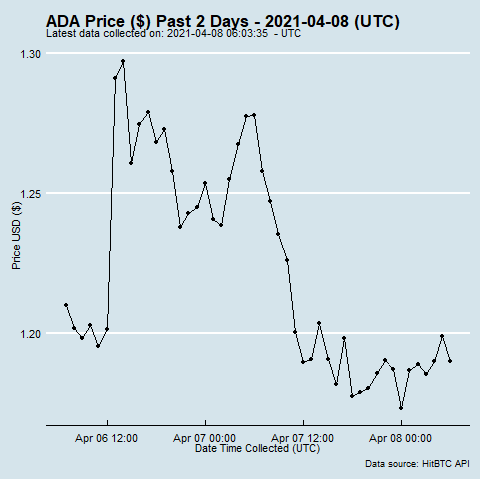 ADA Price ($) Past 2 Days - 2021-04-08 (UTC)
Latest data collected on: 2021-04-08 06:03:35 - UTC
1.30
1.25
1.20
Price USD ($)
Apr 06 12:00 Apr 07 00:00 Apr 07 12:00 Apr 08 00:00
Date Time Collected (UTC)
Data source: HitBTC API